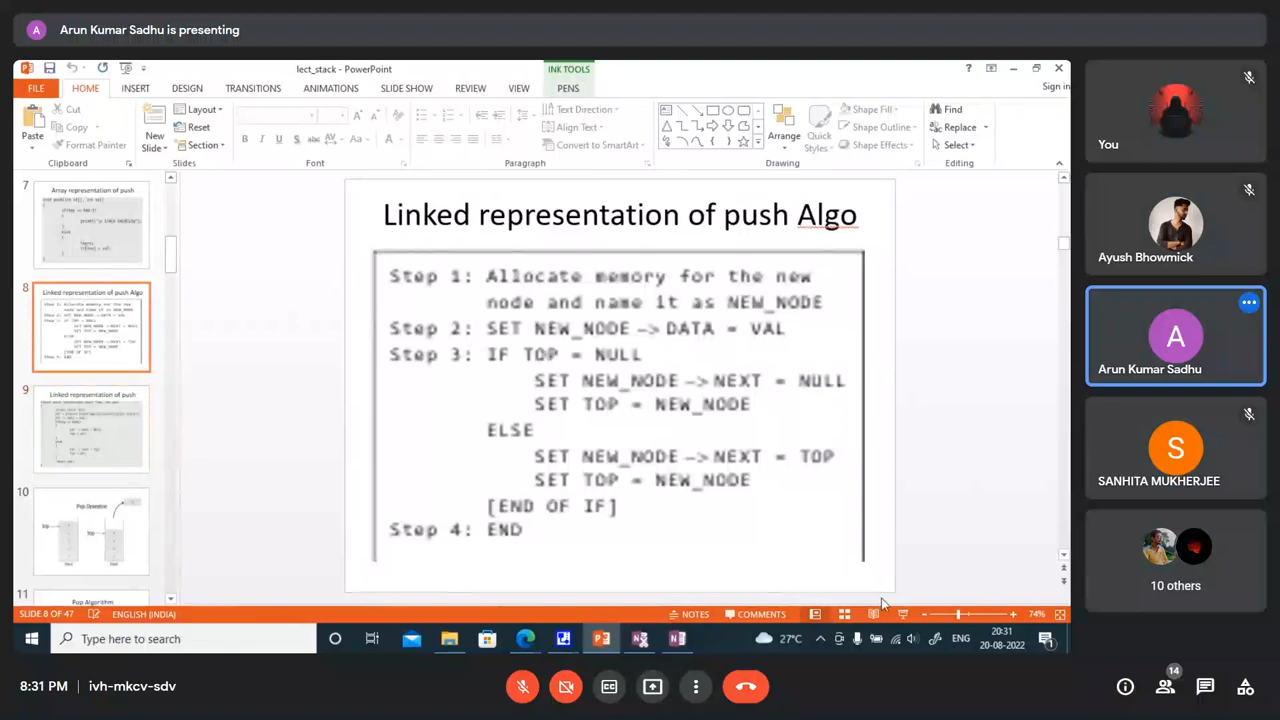 Arun Kumar Sadhu is presenting
lect_stack - PowerPoint
INK TOOLS
FILE HOME INSERT DESIGN TRANSITIONS ANIMATIONS SLIDE SHOW REVIEW VIEW PENS
Sign in
Paste
Cut
Copy
Format Painter
Clipboard
New Slide
Layout
Reset
Section
Slides
Font
Text Direction
Align Text
Convert to SmartArt
Paragraph
Arrange
Quick Styles
Shape Fill
Shape Outline
Shape Effects
Drawing
Find
Replace
Select
Editing
7
Array representation of push
8
Linked representation of push Algo
9
Linked representation of push
10
Pop Operation
11
Pop Algorithm
Linked representation of push Algo
Step 1: Allocate memory for the new
node and name it as NEW_NODE
Step 2: SET NEW_NODE -> DATA = VAL
Step 3: IF TOP = NULL
SET NEW_NODE -> NEXT = NULL
SET TOP = NEW_NODE
ELSE
SET NEW_NODE -> NEXT = TOP
SET TOP = NEW_NODE
[END OF IF]
Step 4: END
SLIDE 8 OF 47
ENGLISH (INDIA)
NOTES
COMMENTS
74%
Type here to search
27°C
ENG
20:31
20-08-2022
You
Ayush Bhowmick
A
Arun Kumar Sadhu
S
SANHITA MUKHERJEE
10 others
8:31 PM | ivh-mkcv-sdv
14